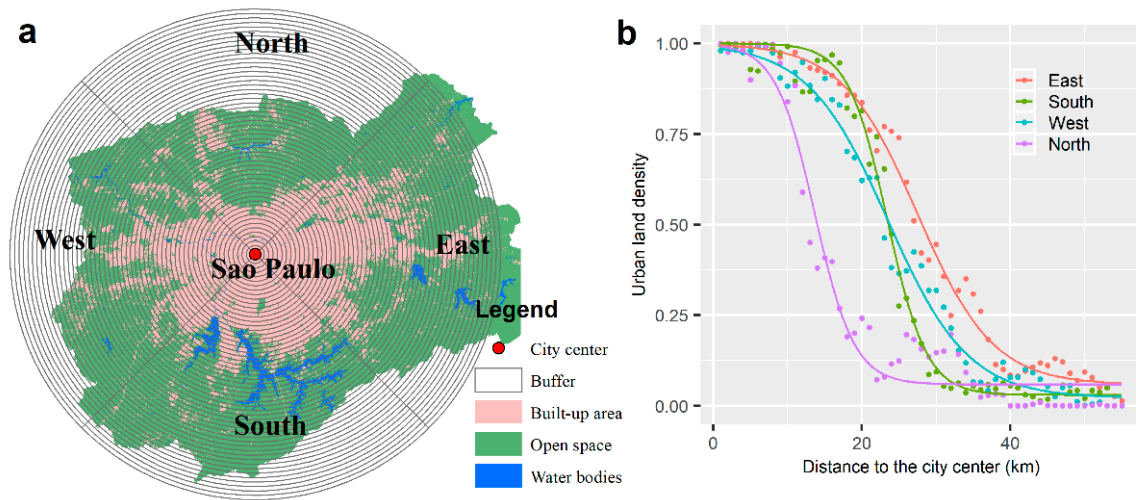 a
North
West
East
Sao Paulo
South
Legend
City center
Buffer
Built-up area
Open space
Water bodies
b
Urban land density
1.00
0.75
0.50
0.25
0.00
East
South
West
North
0
20
40
Distance to the city center (km)